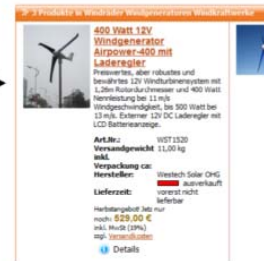 3 Produkte in Windräder Windgeneratoren Windkraftwerke
400 Watt 12V
Windgenerator
Airpower-400 mit
Laderegler
Preiswertes, aber robustes und
bewährtes 12V Windturbinensystem mit
1,26m Rotordurchmesser und 400 Watt
Nennleistung bei 11 m/s
Windgeschwindigkeit, bis 500 Watt bei
13 m/s. Externer 12V DC Laderegler mit
LCD Batterieanzeige.
Art.Nr.: WST1520
Versandgewicht 11,00 kg
inkl.
Verpackung ca:
Hersteller: Westech Solar OHG
ausverkauft
Lieferzeit: vorerst nicht
lieferbar
Herbstangebot! Jetz nur
noch: 529,00 €
inkl. MwSt (19%)
zzgl. Versandkosten
Details